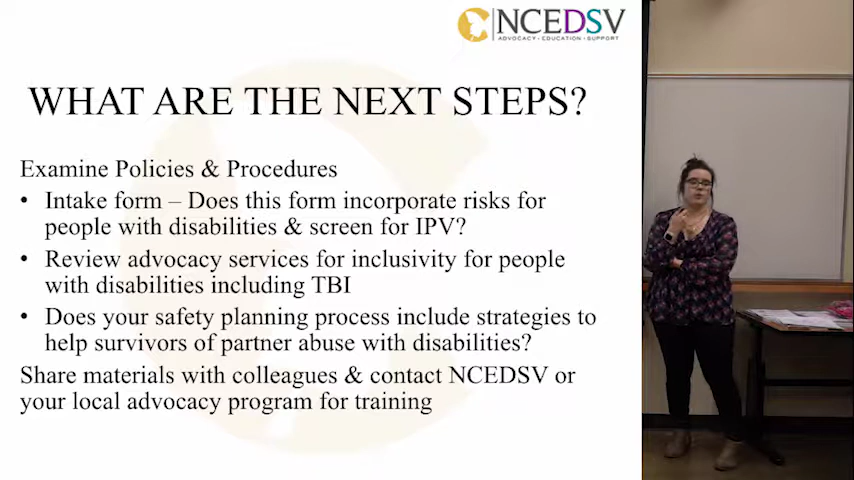 NCEDSV
ADVOCACY · EDUCATION · SUPPORT
WHAT ARE THE NEXT STEPS?
Examine Policies & Procedures
• Intake form – Does this form incorporate risks for
people with disabilities & screen for IPV?
• Review advocacy services for inclusivity for people
with disabilities including TBI
• Does your safety planning process include strategies to
help survivors of partner abuse with disabilities?
Share materials with colleagues & contact NCEDSV or
your local advocacy program for training